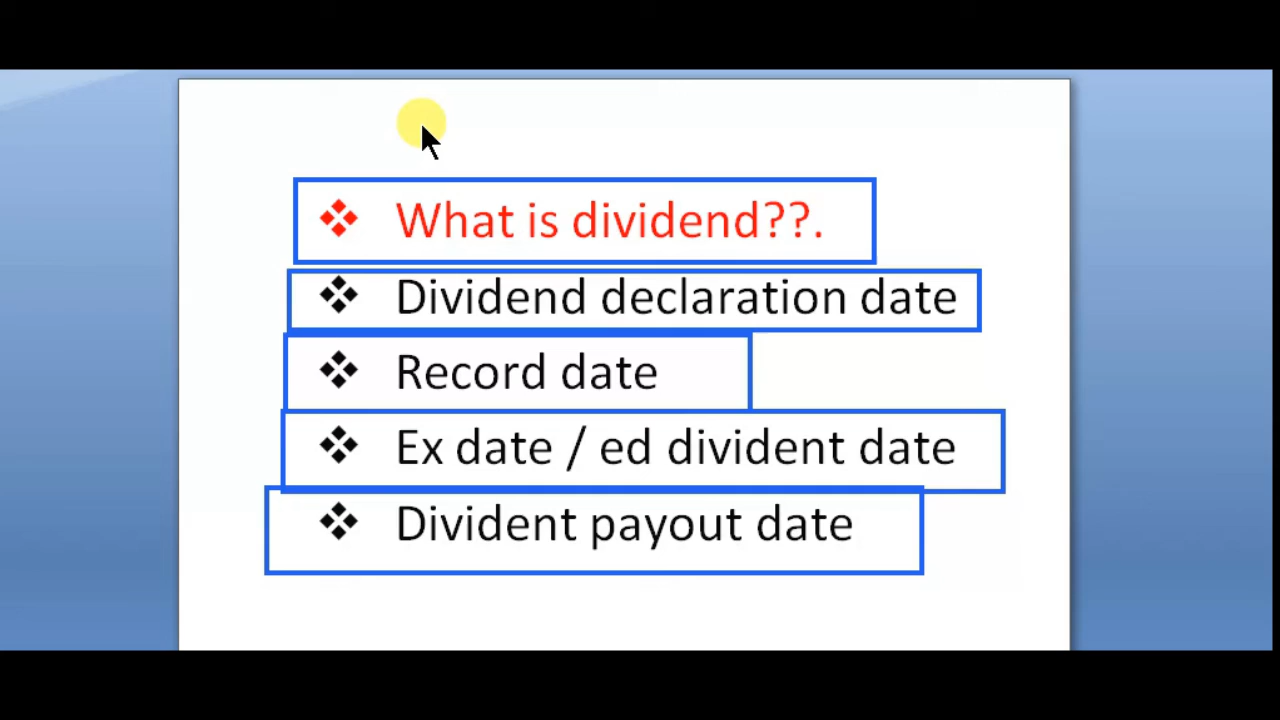 What is dividend??.
Dividend declaration date
Record date
Ex date / ed divident date
Divident payout date